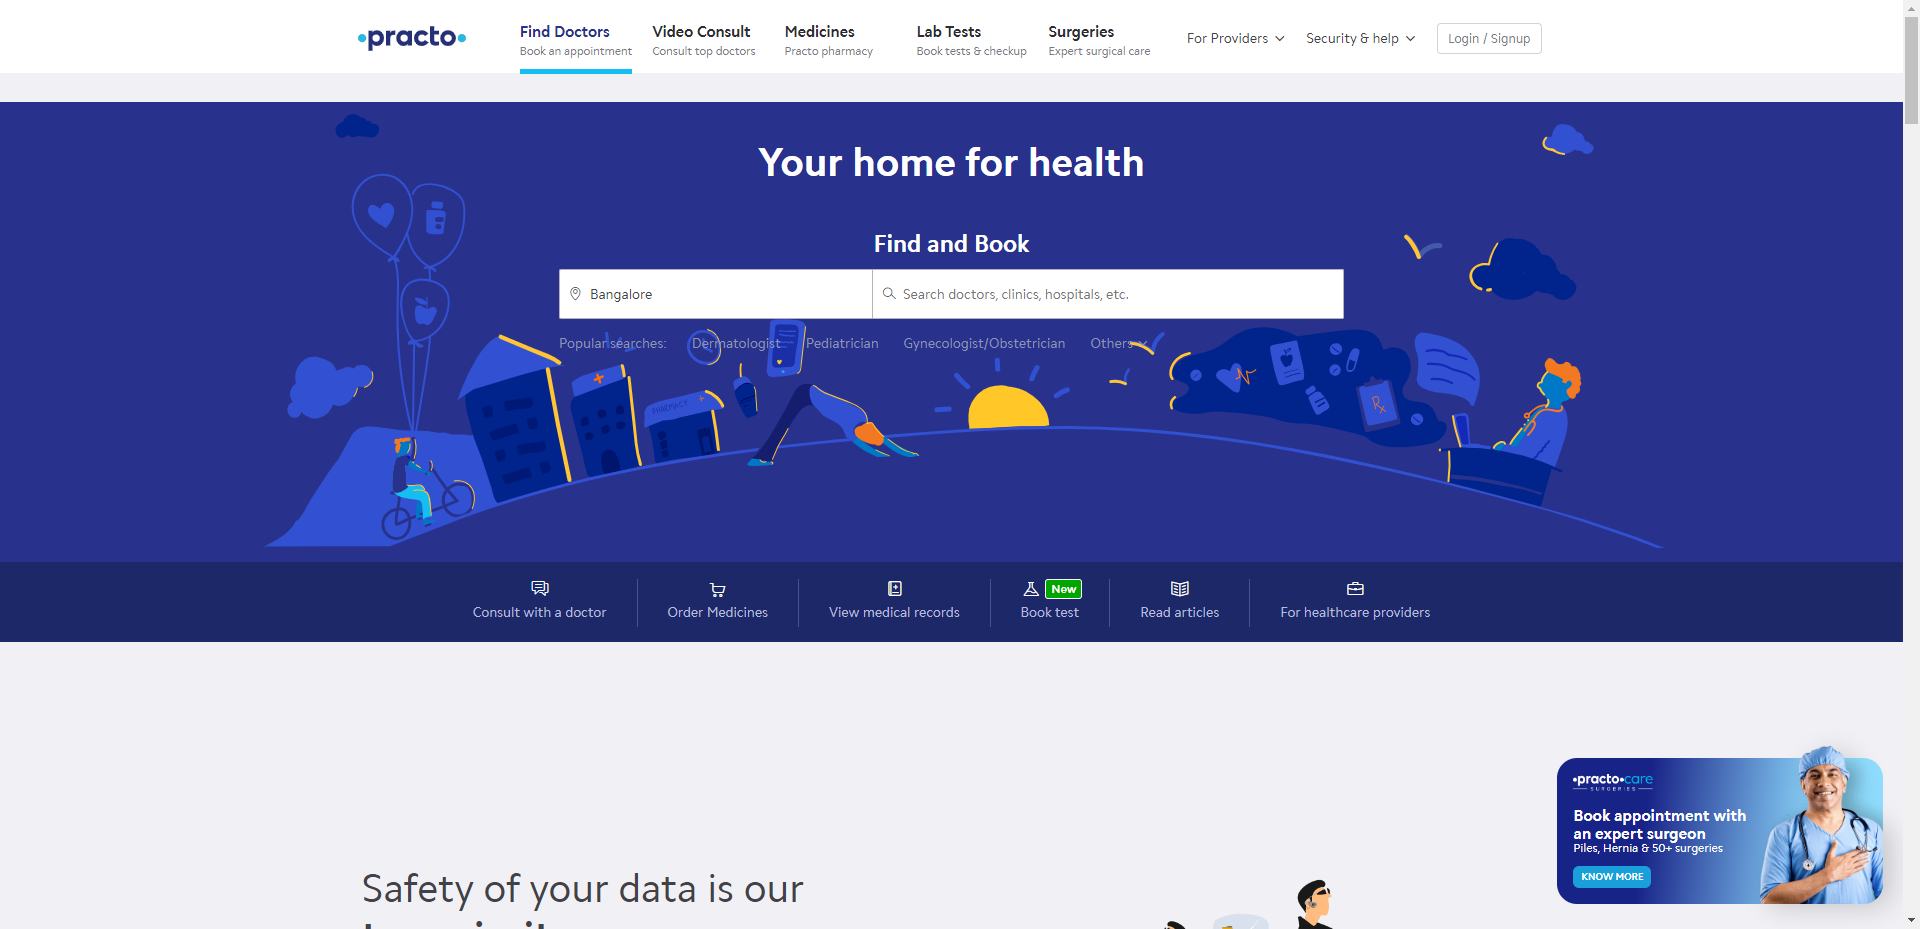 practo
Find Doctors
Book an appointment
Video Consult
Consult top doctors
Medicines
Practo pharmacy
Lab Tests
Book tests & checkup
Surgeries
Expert surgical care
For Providers
Security & help
Login / Signup
Your home for health
Find and Book
Bangalore
Search doctors, clinics, hospitals, etc.
Popular searches:
Dermatologist
Pediatrician
Gynecologist/Obstetrician
Others
PHARMACY
Rx
Consult with a doctor
Order Medicines
View medical records
New
Book test
Read articles
For healthcare providers
practo care
SURGERIES
Book appointment with
an expert surgeon
Piles, Hernia & 50+ surgeries
KNOW MORE
Safety of your data is our